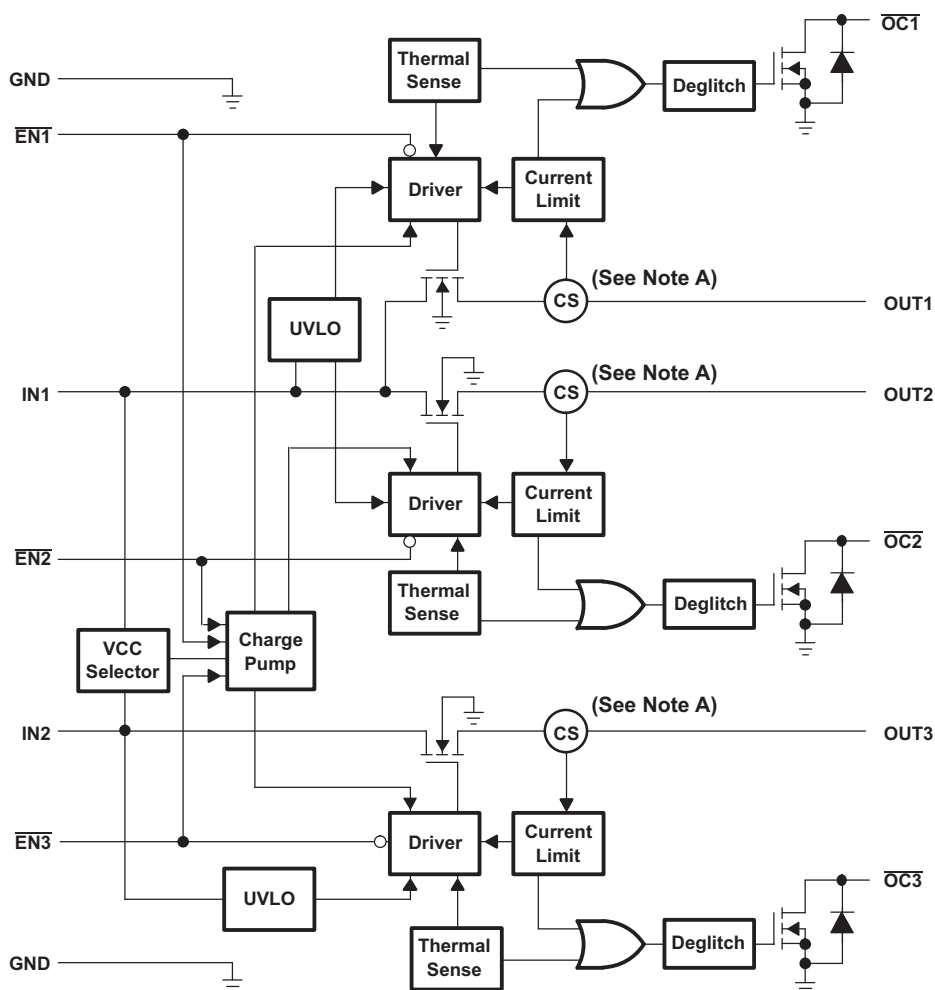 OC1
Thermal
Sense
GND
Deglitch
EN1
Driver
Current
Limit
(See Note A)
CS
OUT1
UVLO
(See Note A)
IN1
CS
OUT2
Driver
Current
Limit
OC2
EN2
Thermal
Sense
Deglitch
VCC
Selector
Charge
Pump
(See Note A)
IN2
CS
OUT3
EN3
Driver
Current
Limit
OC3
UVLO
Thermal
Sense
Deglitch
GND